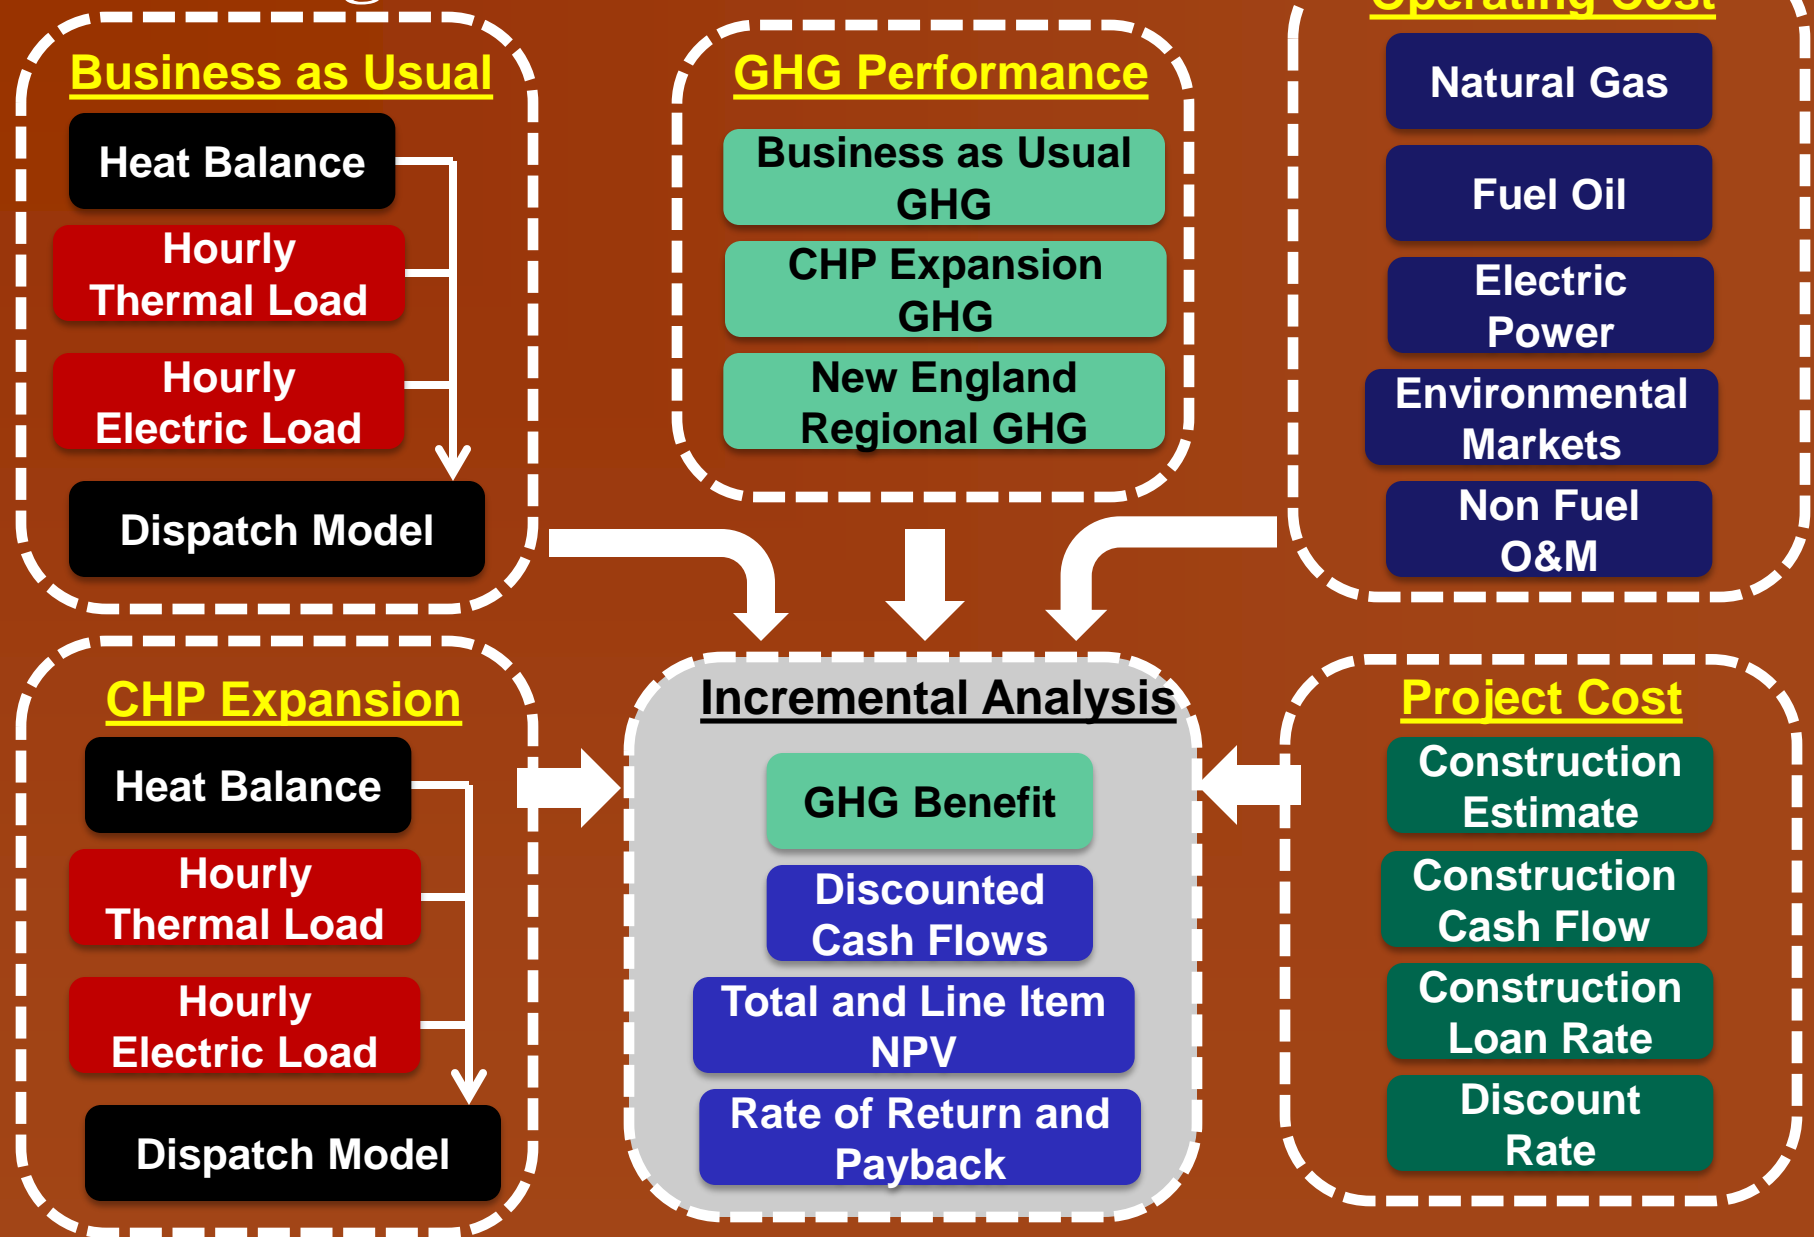 Business as Usual
Heat Balance
Hourly
Thermal Load
Hourly
Electric Load
Dispatch Model
GHG Performance
Business as Usual
GHG
CHP Expansion
GHG
New England
Regional GHG
Operating Cost
Natural Gas
Fuel Oil
Electric
Power
Environmental
Markets
Non Fuel
O&M
CHP Expansion
Heat Balance
Hourly
Thermal Load
Hourly
Electric Load
Dispatch Model
Incremental Analysis
GHG Benefit
Discounted
Cash Flows
Total and Line Item
NPV
Rate of Return and
Payback
Project Cost
Construction
Estimate
Construction
Cash Flow
Construction
Loan Rate
Discount
Rate